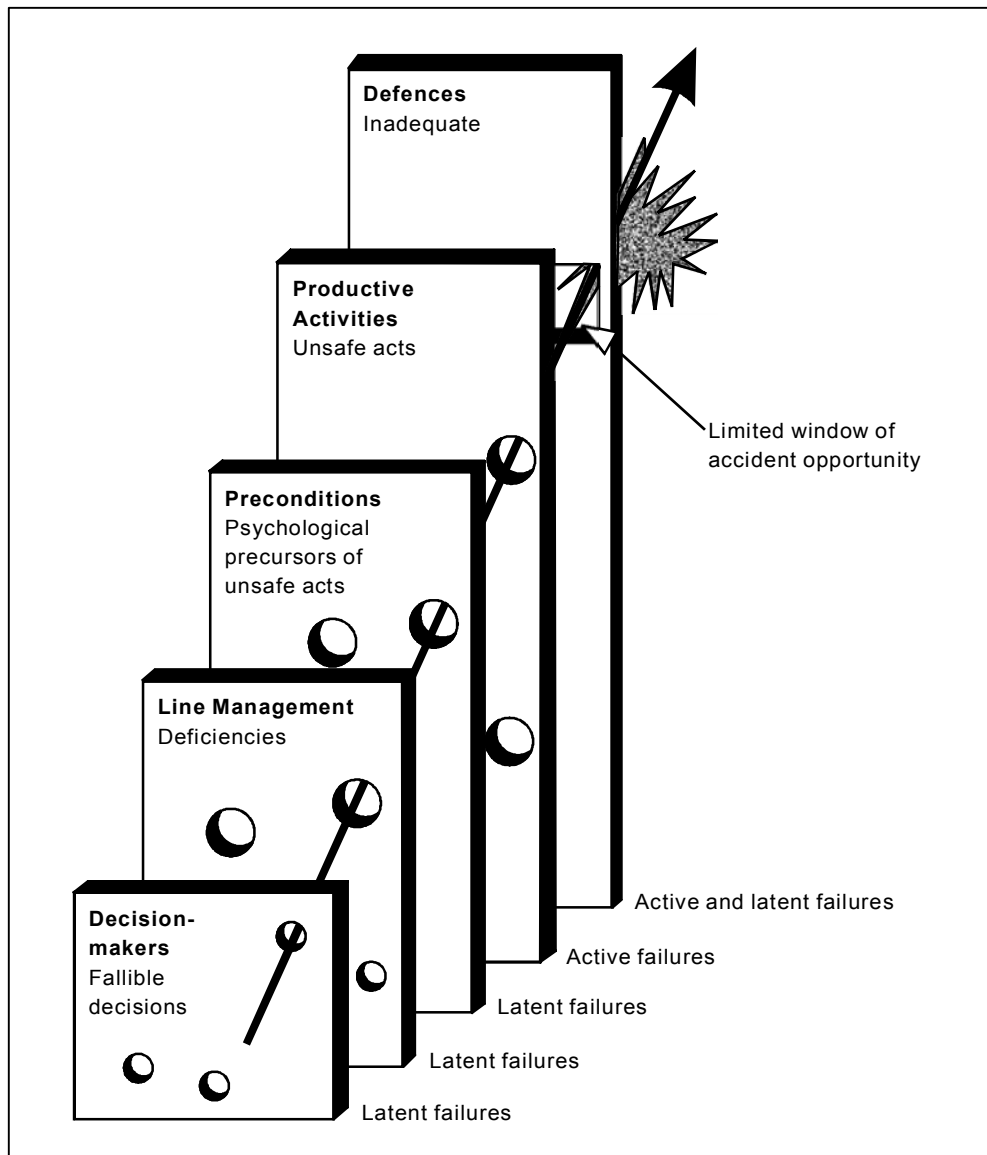 Defences
Inadequate
Productive
Activities
Unsafe acts
Limited window of
accident opportunity
Preconditions
Psychological
precursors of
unsafe acts
Line Management
Deficiencies
Decision-
makers
Fallible
decisions
Active and latent failures
Active failures
Latent failures
Latent failures
Latent failures